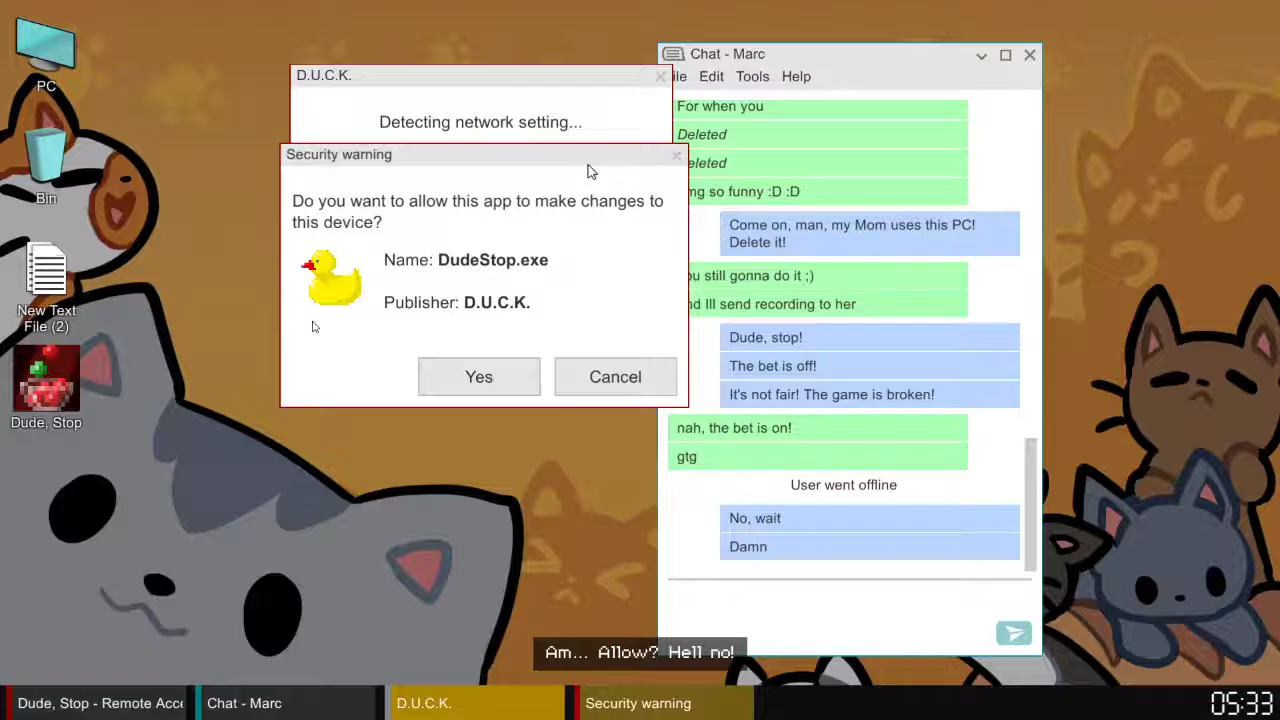 PC
Bin
New Text
File (2)
Dude, Stop
D.U.C.K.
Detecting network setting...
Security warning
Do you want to allow this app to make changes to
this device?
Name: DudeStop.exe
Publisher: D.U.C.K.
Yes
Cancel
Chat - Marc
ile Edit Tools Help
For when you
Deleted
eleted
mg so funny :D :D
Come on, man, my Mom uses this PC!
Delete it!
ou still gonna do it ;)
nd Ill send recording to her
Dude, stop!
The bet is off!
It's not fair! The game is broken!
nah, the bet is on!
gtg
User went offline
No, wait
Damn
Am... Allow? Hell no!
Dude, Stop - Remote Acce
Chat - Marc
D.U.C.K.
Security warning
05:33